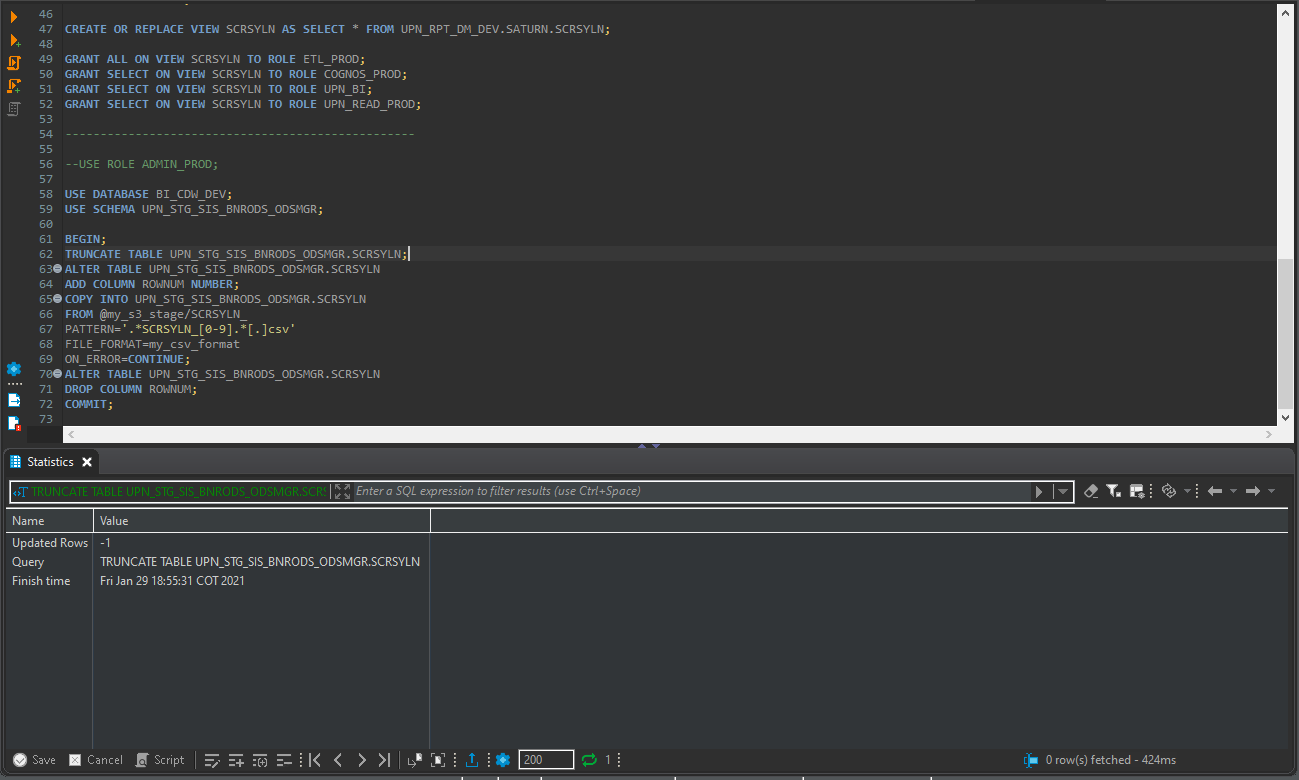 46
47 CREATE OR REPLACE VIEW SCRSYLN AS SELECT * FROM UPN_RPT_DM_DEV.SATURN.SCRSYLN;
48
49 GRANT ALL ON VIEW SCRSYLN TO ROLE ETL_PROD;
50 GRANT SELECT ON VIEW SCRSYLN TO ROLE COGNOS_PROD;
51 GRANT SELECT ON VIEW SCRSYLN TO ROLE UPN_BI;
52 GRANT SELECT ON VIEW SCRSYLN TO ROLE UPN_READ_PROD;
53
54 --------------------------------------------------
55
56 --USE ROLE ADMIN_PROD;
57
58 USE DATABASE BI_CDW_DEV;
59 USE SCHEMA UPN_STG_SIS_BNRODS_ODSMGR;
60
61 BEGIN;
62 TRUNCATE TABLE UPN_STG_SIS_BNRODS_ODSMGR.SCRSYLN;
63 ALTER TABLE UPN_STG_SIS_BNRODS_ODSMGR.SCRSYLN
64 ADD COLUMN ROWNUM NUMBER;
65 COPY INTO UPN_STG_SIS_BNRODS_ODSMGR.SCRSYLN
66 FROM @my_s3_stage/SCRSYLN_
67 PATTERN='.*SCRSYLN_[0-9].*[.]csv'
68 FILE_FORMAT=my_csv_format
69 ON_ERROR=CONTINUE;
70 ALTER TABLE UPN_STG_SIS_BNRODS_ODSMGR.SCRSYLN
71 DROP COLUMN ROWNUM;
72 COMMIT;
73
Statistics
TRUNCATE TABLE UPN_STG_SIS_BNRODS_ODSMGR.SCRS Enter a SQL expression to filter results (use Ctrl+Space)
Name Value
Updated Rows -1
Query TRUNCATE TABLE UPN_STG_SIS_BNRODS_ODSMGR.SCRSYLN
Finish time Fri Jan 29 18:55:31 COT 2021
Save Cancel Script 200 1 0 row(s) fetched - 424ms